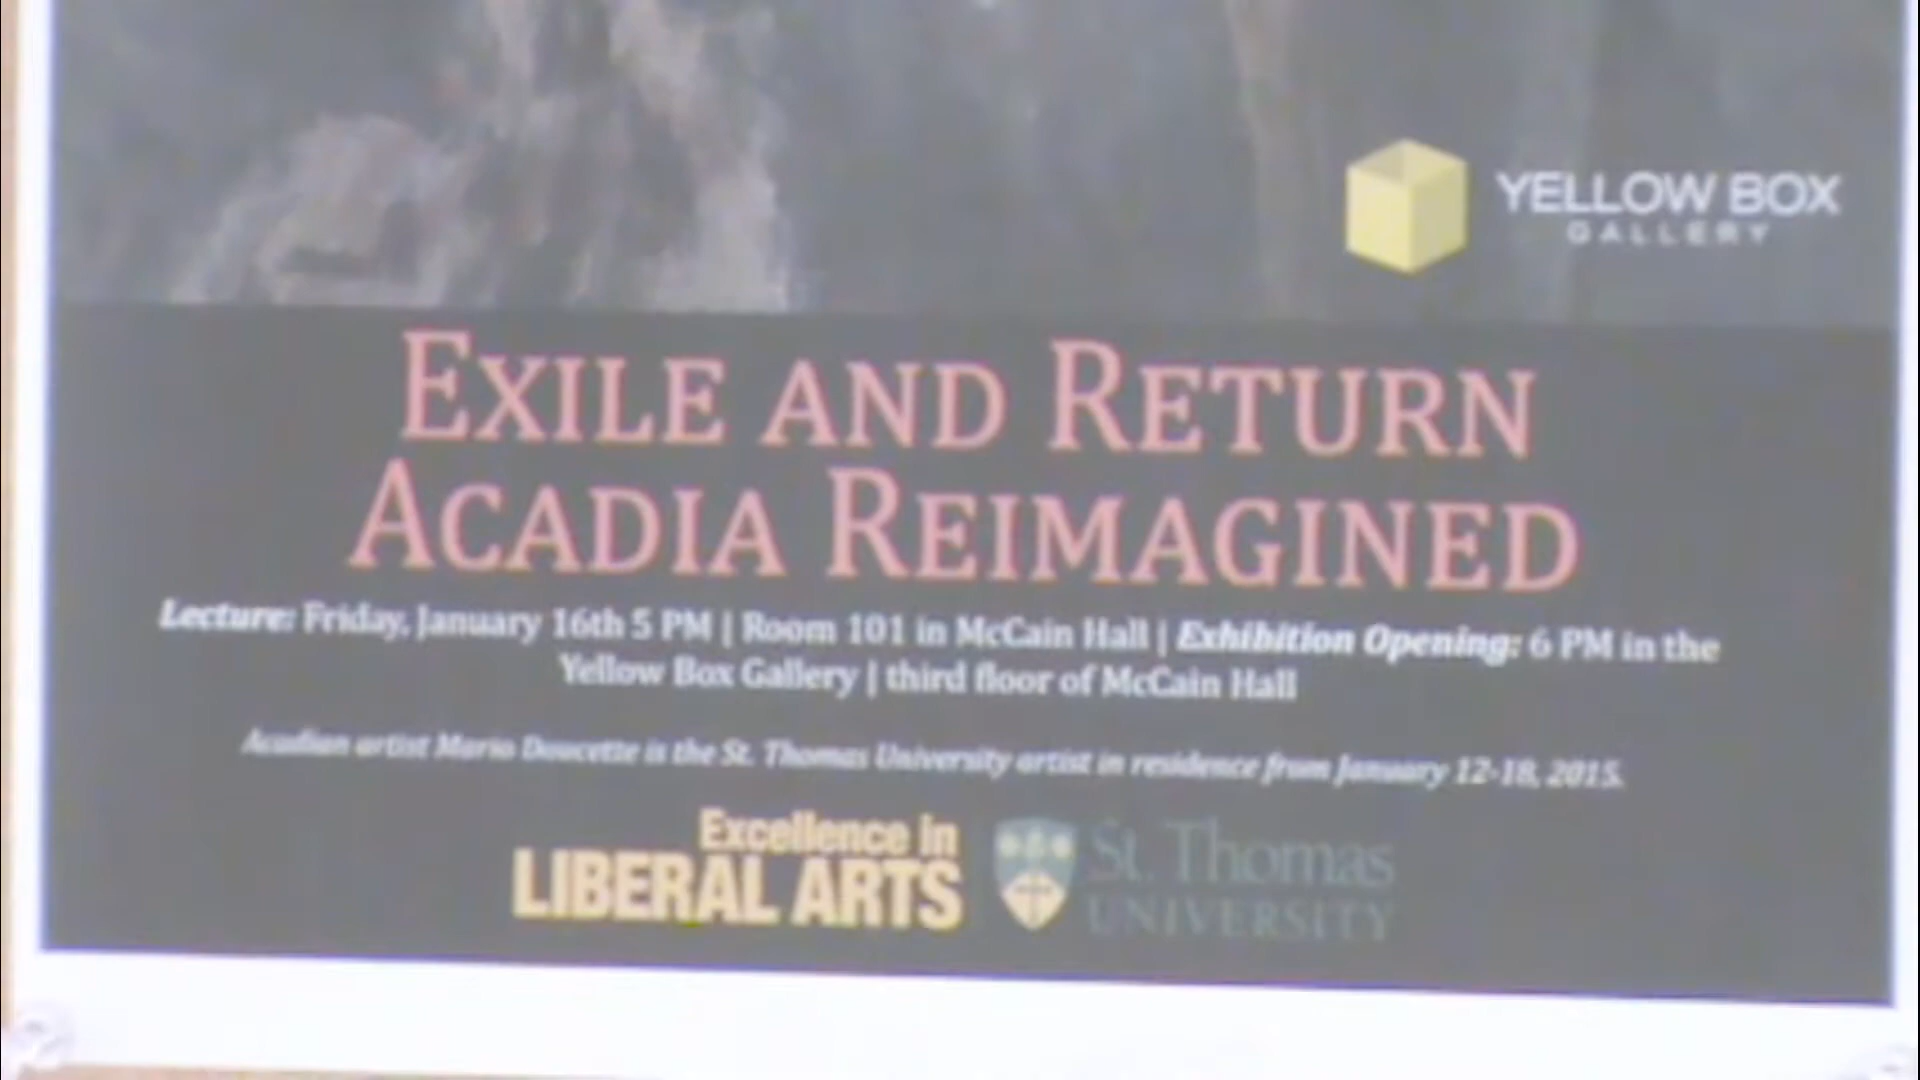 YELLOW BOX
GALLERY
EXILE AND RETURN
ACADIA REIMAGINED
Lecture: Friday, January 16th 5 PM | Room 101 in McCain Hall | Exhibition Opening: 6 PM in the
Yellow Box Gallery | third floor of McCain Hall
Acadian artist Mario Doucette is the St. Thomas University artist in residence from January 12-18, 2015.
Excellence in
LIBERAL ARTS
St. Thomas
UNIVERSITY